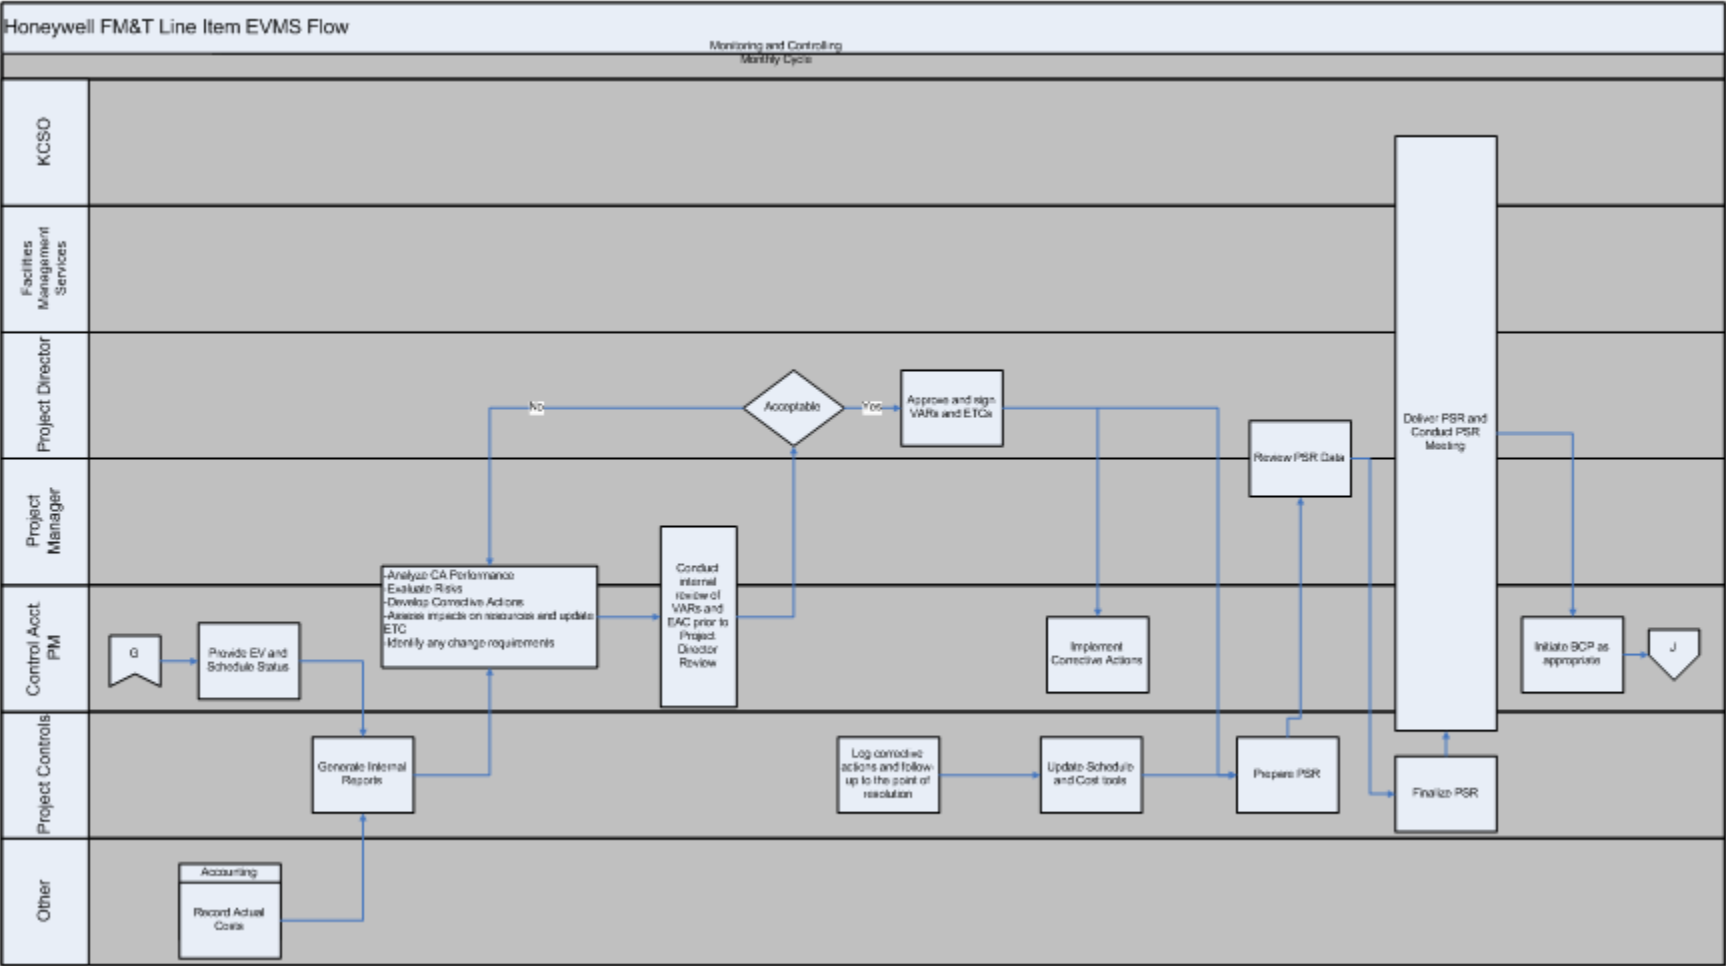 Honeywell FM&T Line Item EVMS Flow
Monitoring and Controlling
Monthly Cycle
KCSO
Facilities
Management
Services
Project Director
Acceptable
No
Yes
Approve and sign
VARs and ETCs
Review PSR Data
Deliver PSR and
Conduct PSR
Meeting
Project
Manager
-Analyze CA Performance
-Evaluate Risks
-Develop Corrective Actions
-Assess impacts on resources and update
ETC
-Identify any change requirements
Conduct
internal
review of
VARs and
EAC prior to
Project
Director
Review
Control Acct.
PM
G
Provide EV and
Schedule Status
Implement
Corrective Actions
Initiate BCP as
appropriate
J
Project Controls
Generate Internal
Reports
Log corrective
actions and follow-
up to the point of
resolution
Update Schedule
and Cost tools
Prepare PSR
Finalize PSR
Other
Accounting
Record Actual
Costs